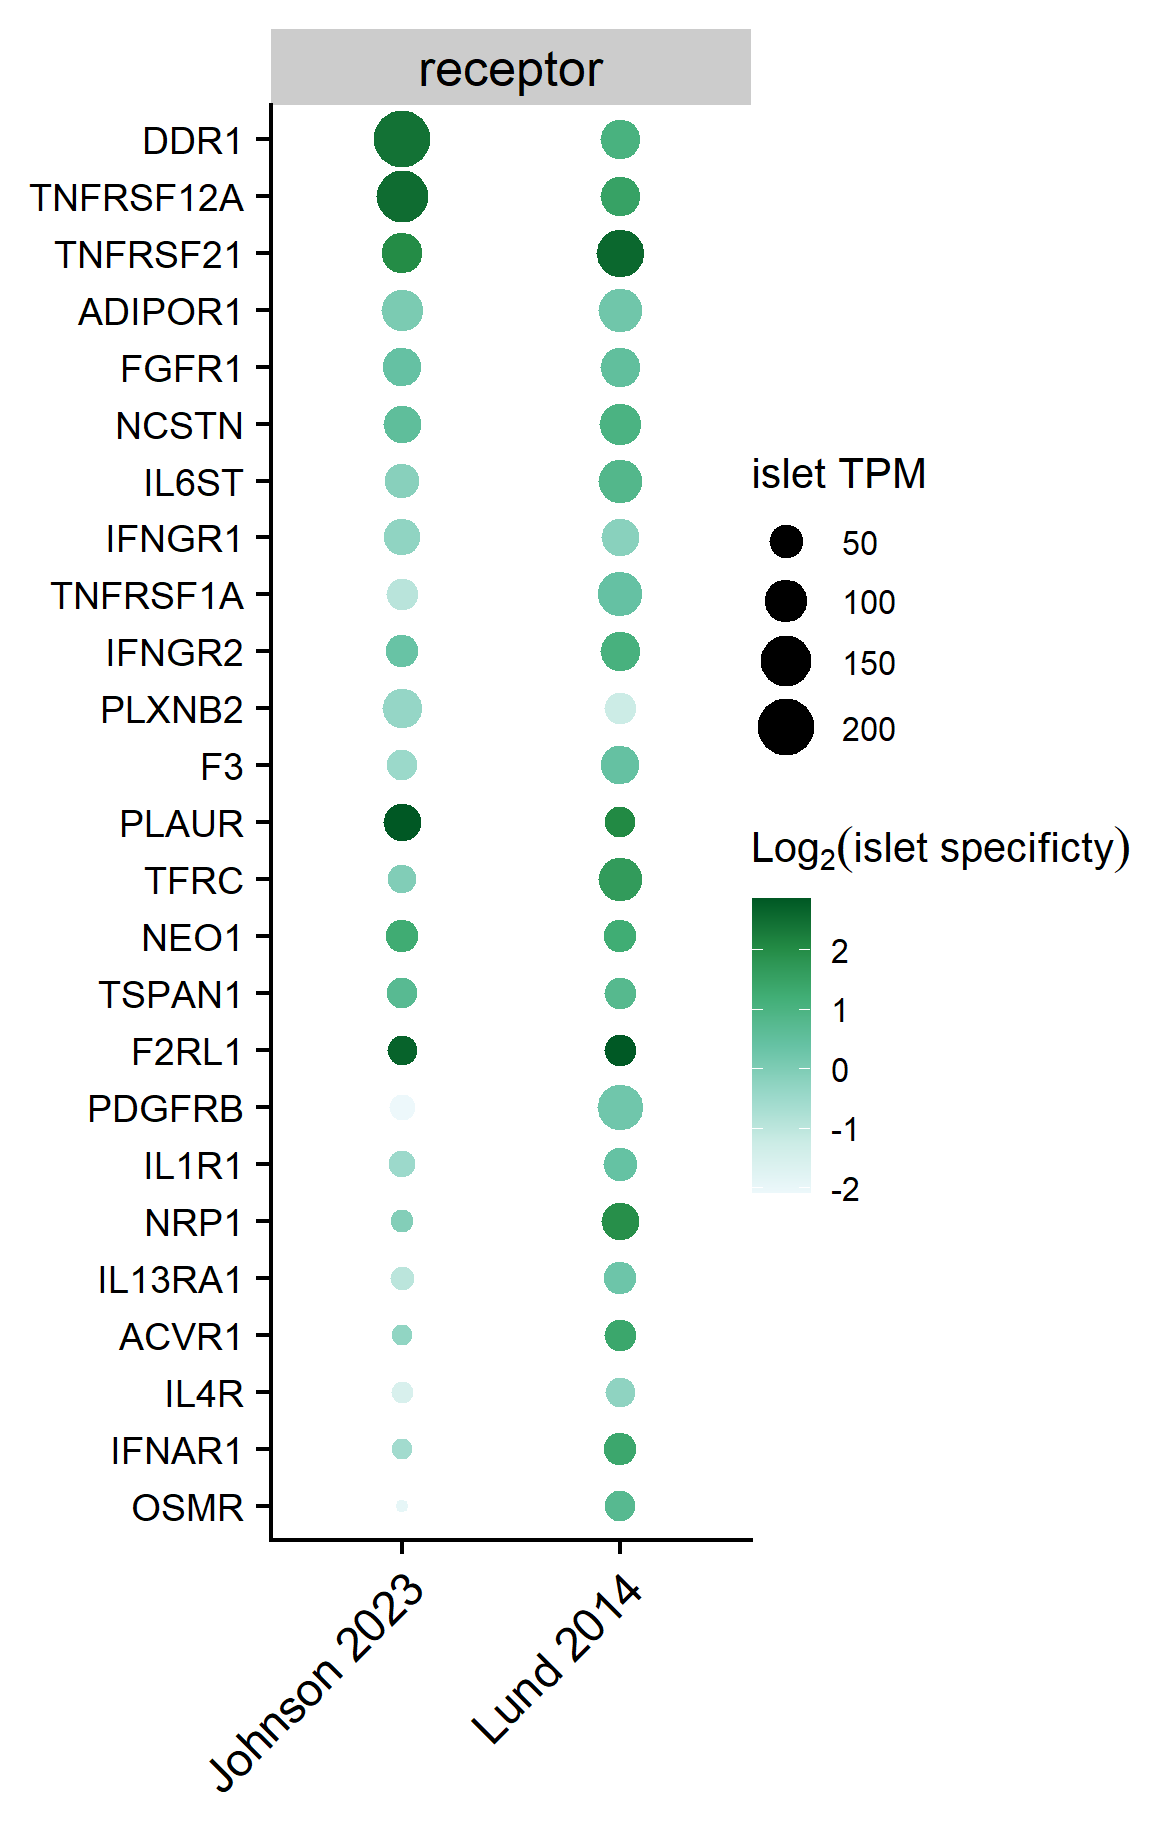 receptor
DDR1
TNFRSF12A
TNFRSF21
ADIPOR1
FGFR1
NCSTN
IL6ST
IFNGR1
TNFRSF1A
IFNGR2
PLXNB2
F3
PLAUR
TFRC
NEO1
TSPAN1
F2RL1
PDGFRB
IL1R1
NRP1
IL13RA1
ACVR1
IL4R
IFNAR1
OSMR
Johnson 2023
Lund 2014
islet TPM
50
100
150
200
Log₂(islet specificty)
2
1
0
-1
-2